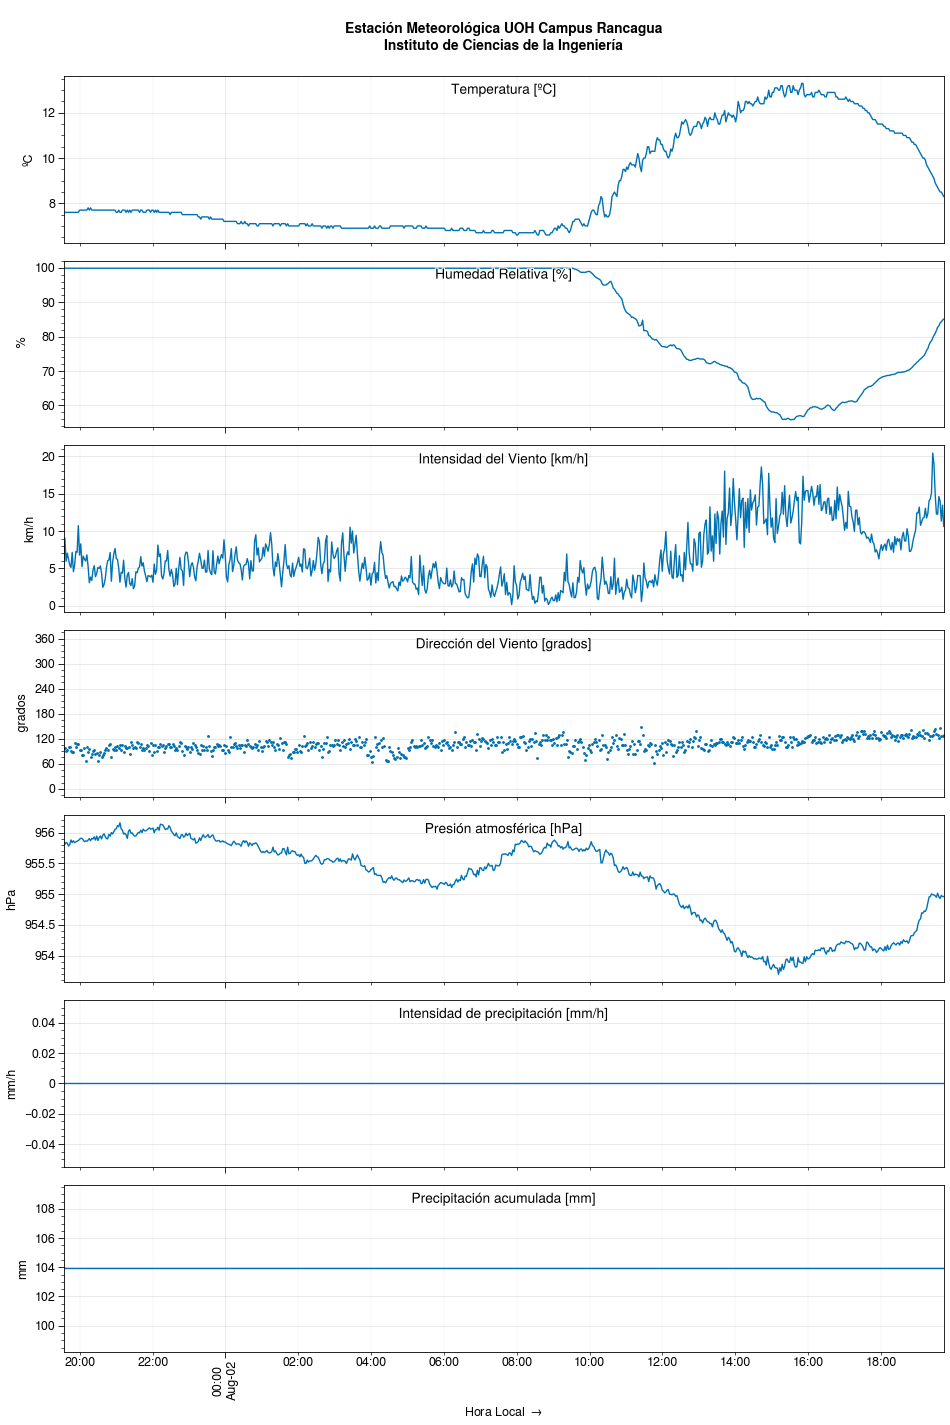 Estación Meteorológica UOH Campus Rancagua
Instituto de Ciencias de la Ingeniería
Temperatura [ºC]
12
10
8
ºC
Humedad Relativa [%]
100
90
80
70
60
%
Intensidad del Viento [km/h]
20
15
10
5
0
km/h
Dirección del Viento [grados]
360
300
240
180
120
60
0
grados
Presión atmosférica [hPa]
956
955.5
955
954.5
954
hPa
Intensidad de precipitación [mm/h]
0.04
0.02
0
−0.02
−0.04
mm/h
Precipitación acumulada [mm]
108
106
104
102
100
mm
20:00
22:00
00:00
Aug-02
02:00
04:00
06:00
08:00
10:00
12:00
14:00
16:00
18:00
Hora Local →